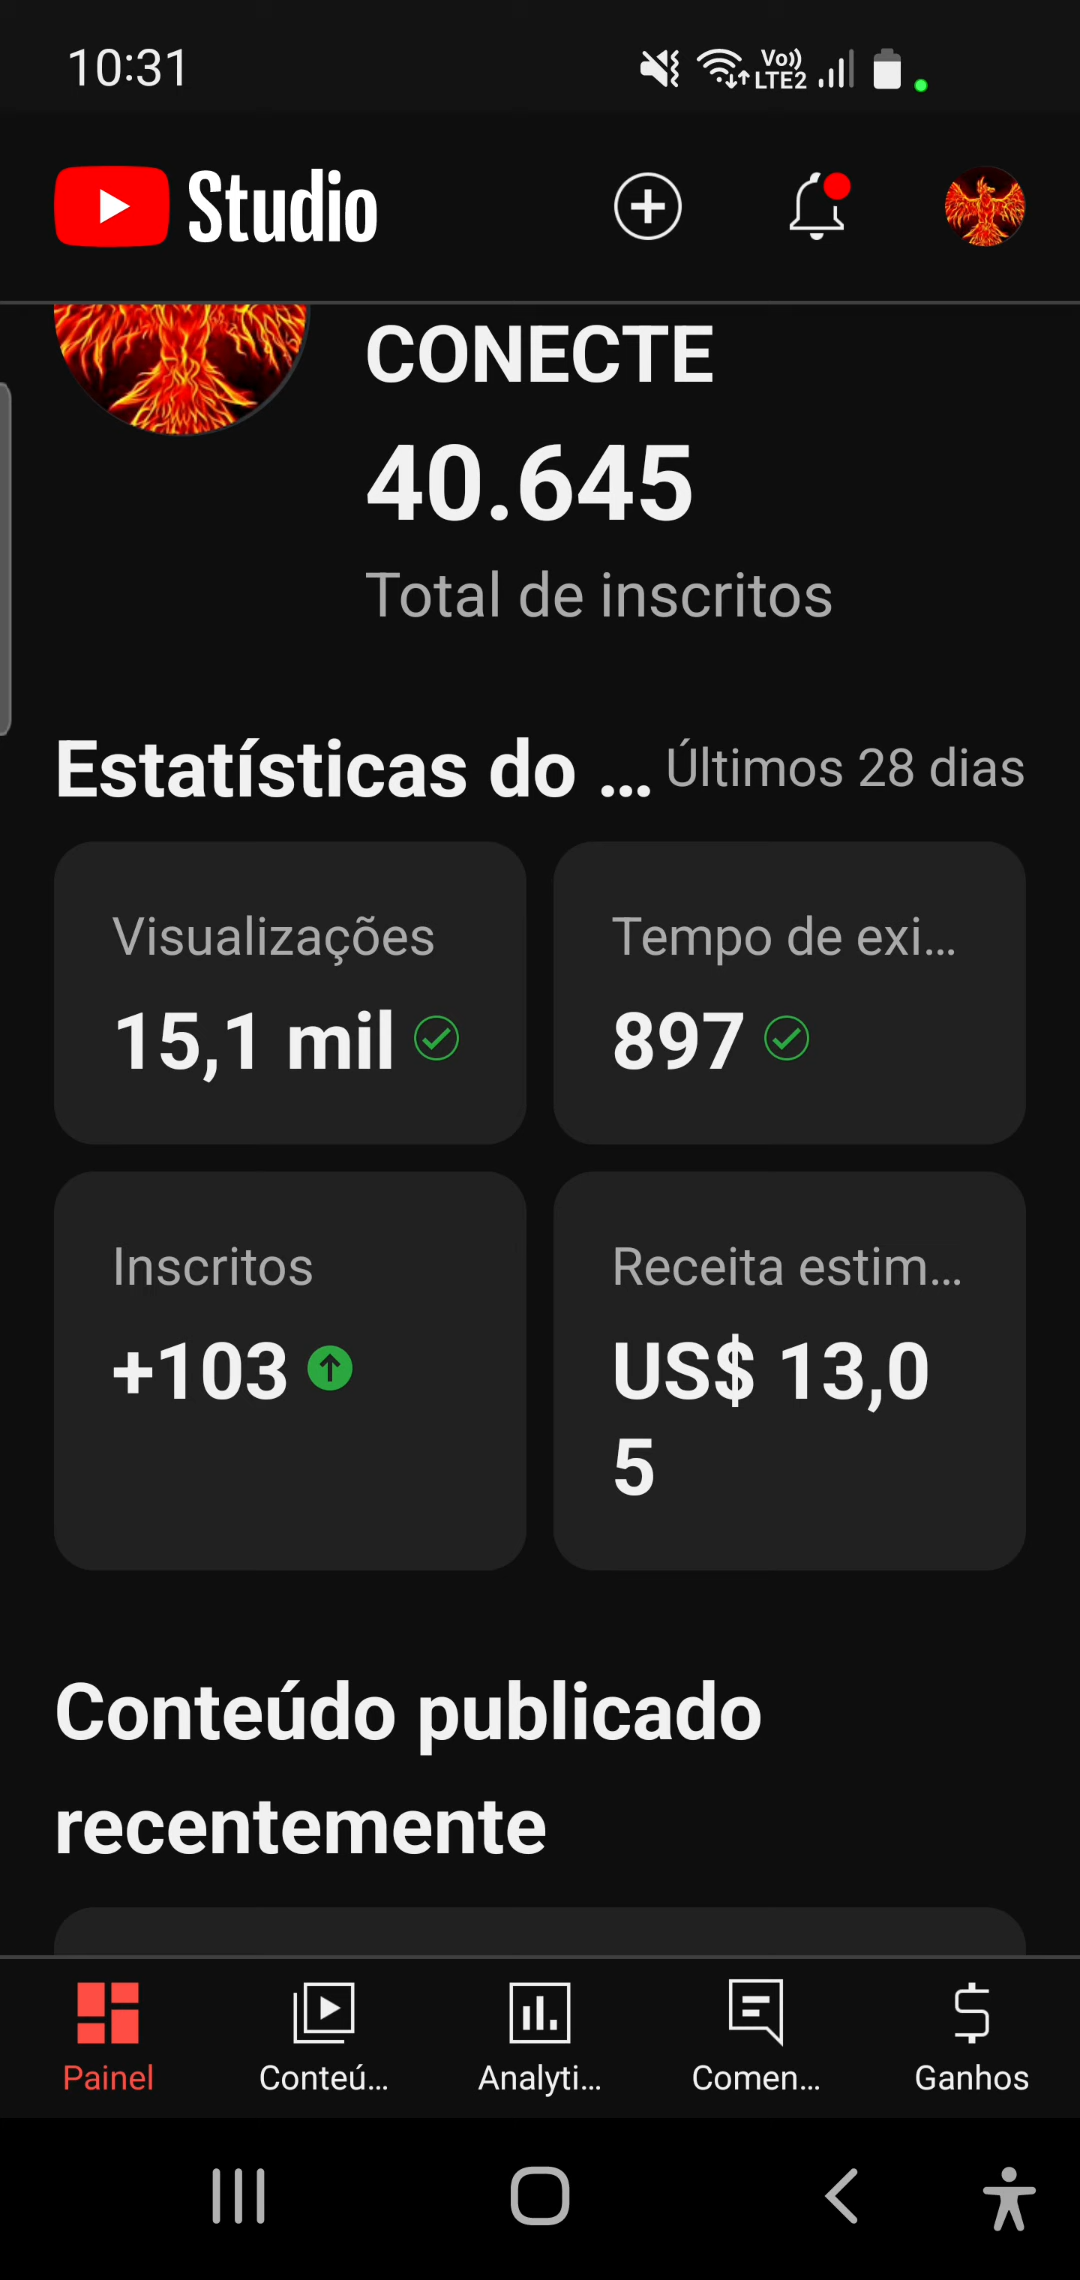 10:31
Vo))
LTE2
Studio
CONECTE
40.645
Total de inscritos
Estatísticas do ... Últimos 28 dias
Visualizações
15,1 mil
Tempo de exi...
897
Inscritos
+103
Receita estim...
US$ 13,0
5
Conteúdo publicado
recentemente
Painel
Conteú...
Analyti...
Comen...
Ganhos